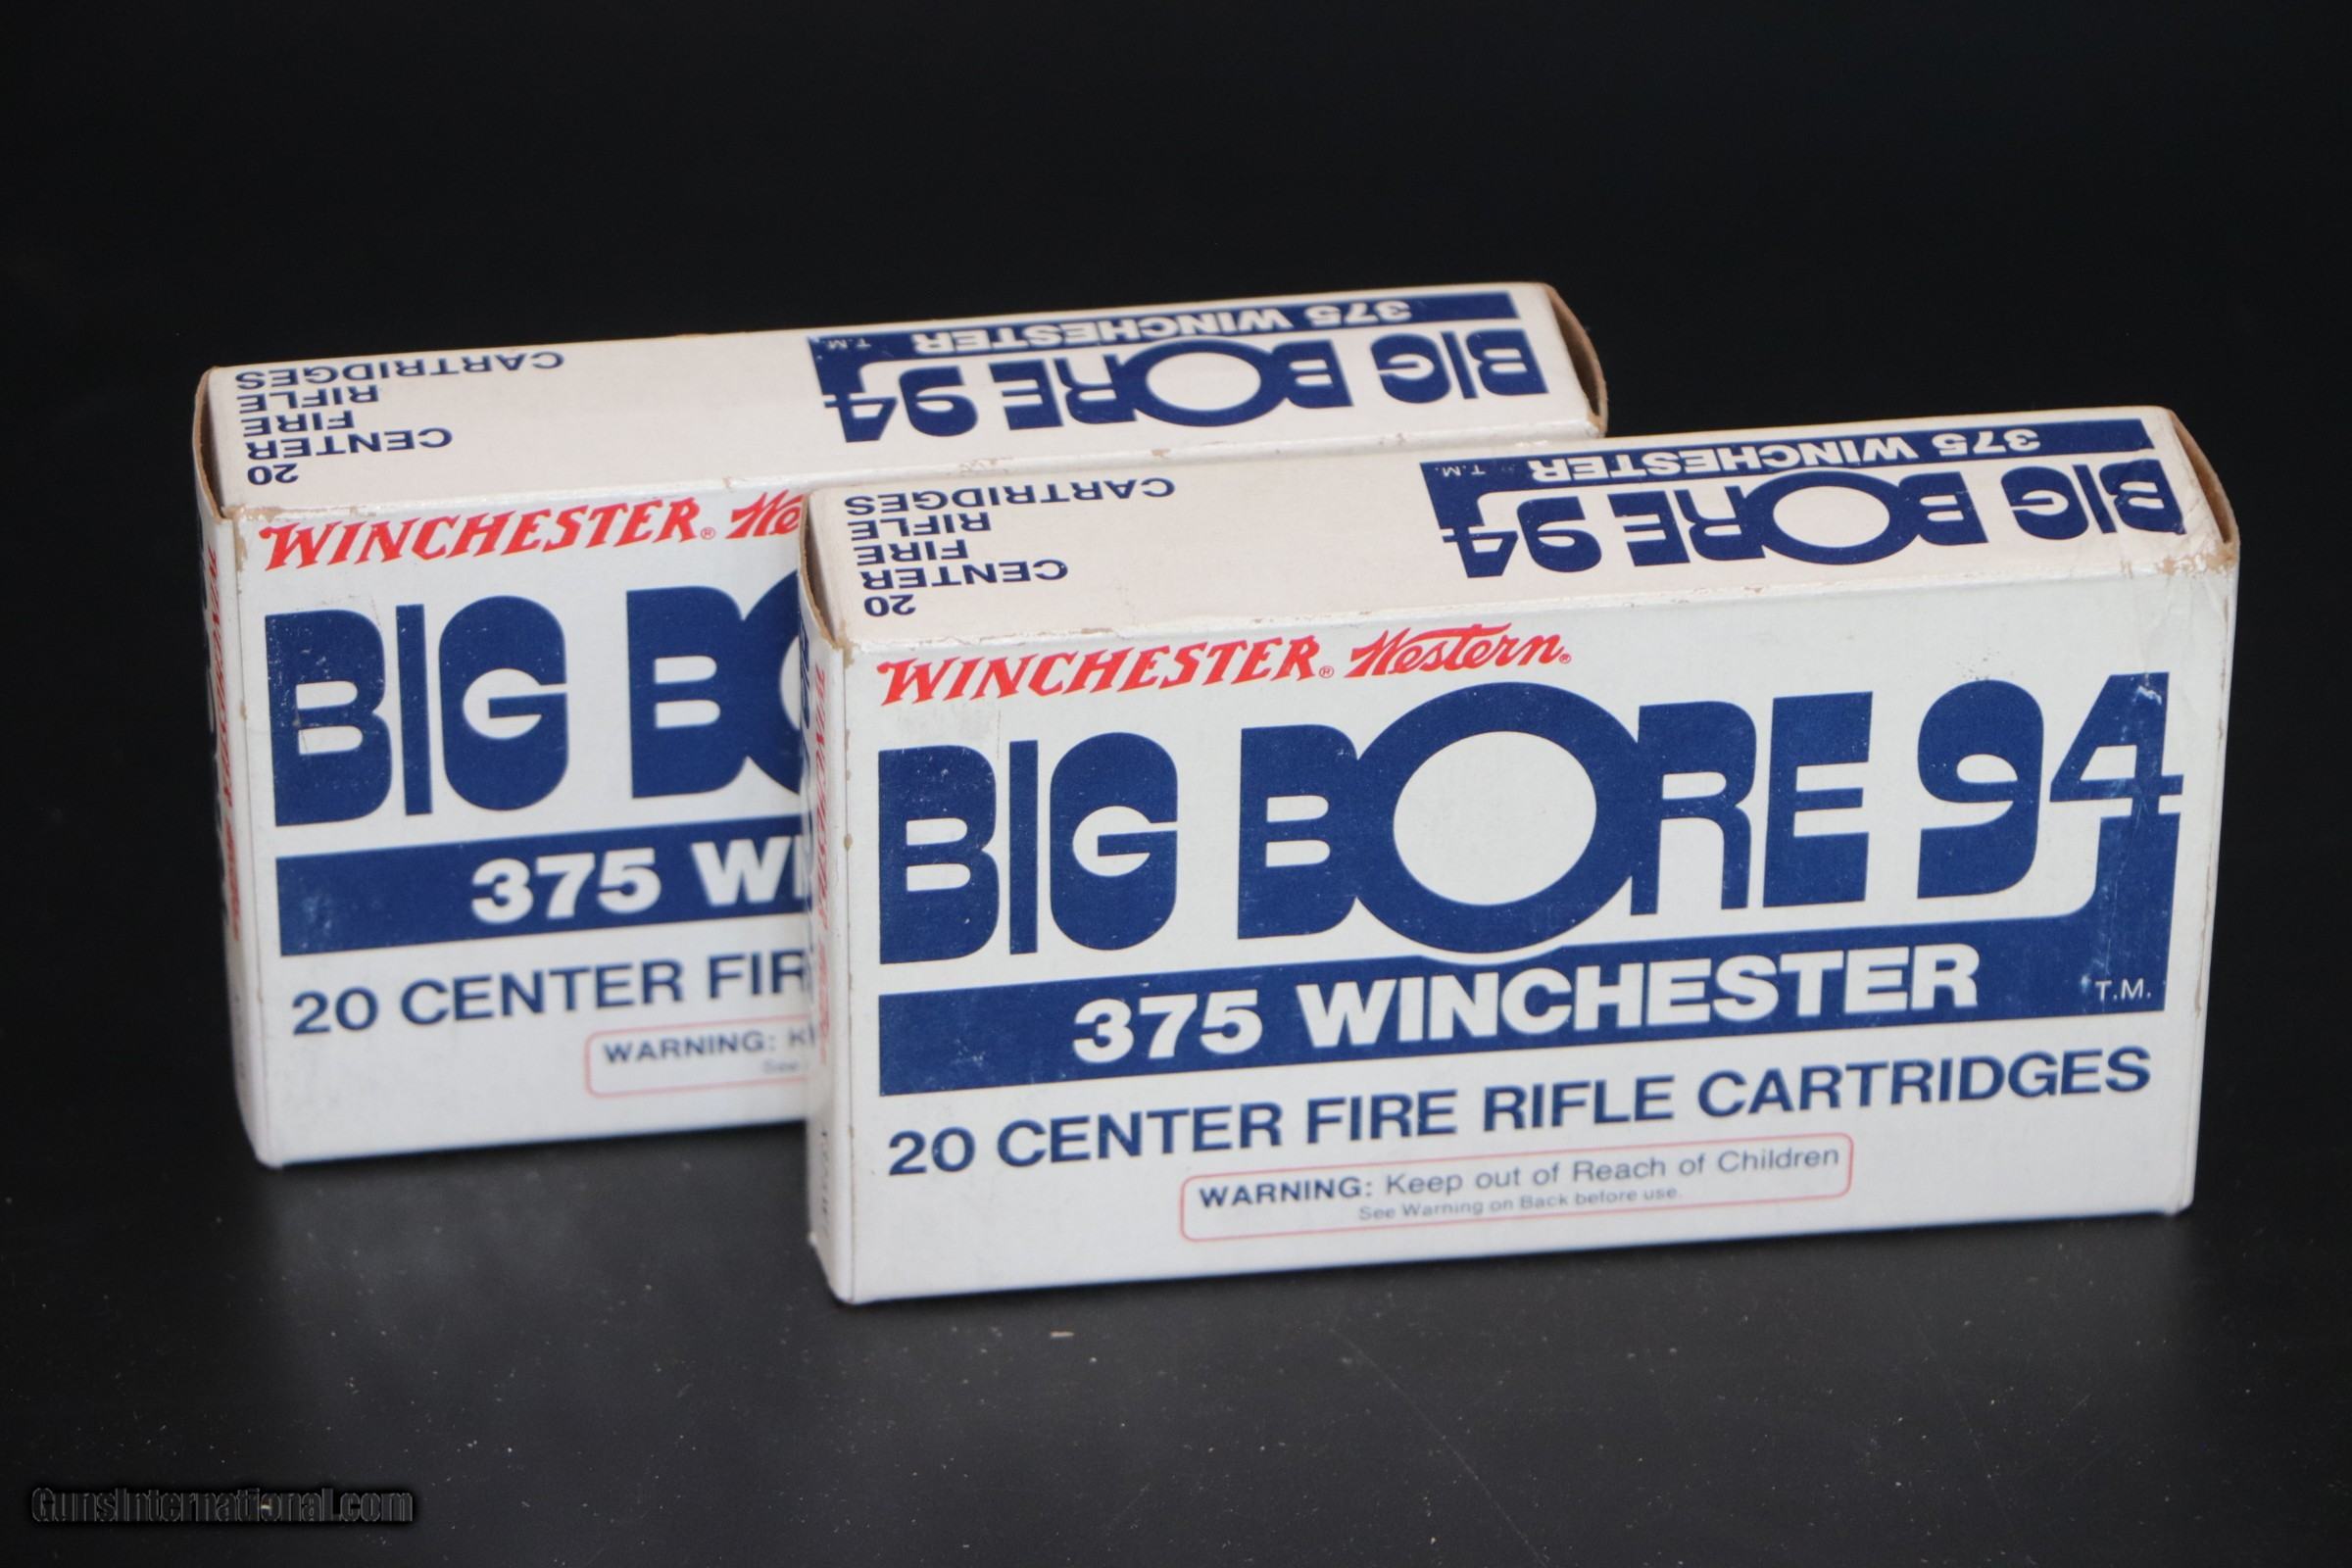 CARTRIDGES
RIFLE
FIRE
CENTER
20
BIG BORE 94
375 WINCHESTER
T.M.
WINCHESTER® We
BIG BO
375 WI
20 CENTER FIR
WARNING: K
See
CARTRIDGES
RIFLE
FIRE
CENTER
20
BIG BORE 94
375 WINCHESTER
T.M.
WINCHESTER® Western®
BIG BORE 94
375 WINCHESTER
T.M.
20 CENTER FIRE RIFLE CARTRIDGES
WARNING: Keep out of Reach of Children
See Warning on Back before use.
GunsInternational.com